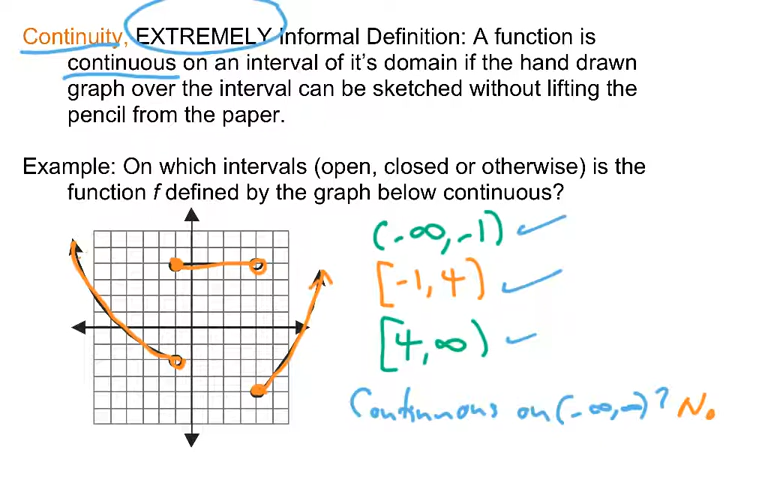 Continuity, EXTREMELY Informal Definition: A function is
continuous on an interval of it's domain if the hand drawn
graph over the interval can be sketched without lifting the
pencil from the paper.
Example: On which intervals (open, closed or otherwise) is the
function f defined by the graph below continuous?
(-∞,-1)
[-1,4)
[4,∞)
Continuous on (-∞,∞)? No